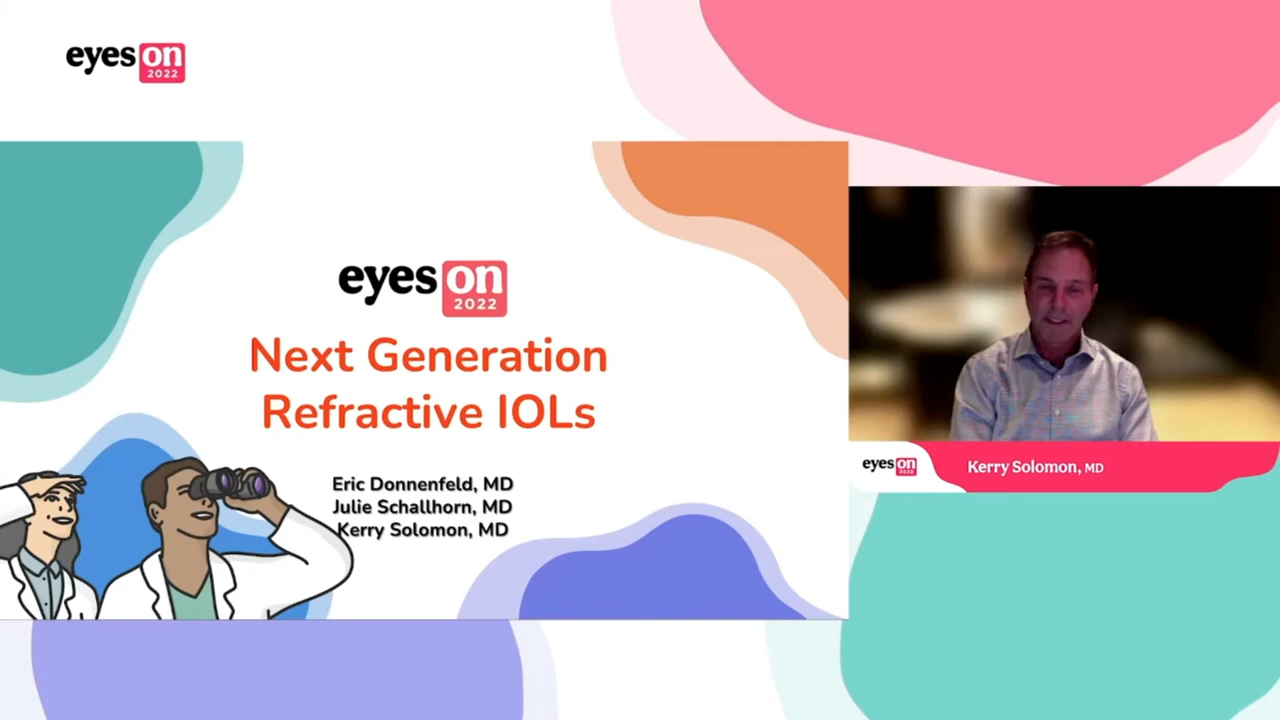 eyes on
2022
eyes on
2022
Next Generation
Refractive IOLs
Eric Donnenfeld, MD
Julie Schallhorn, MD
Kerry Solomon, MD
eyes on
2022
Kerry Solomon, MD